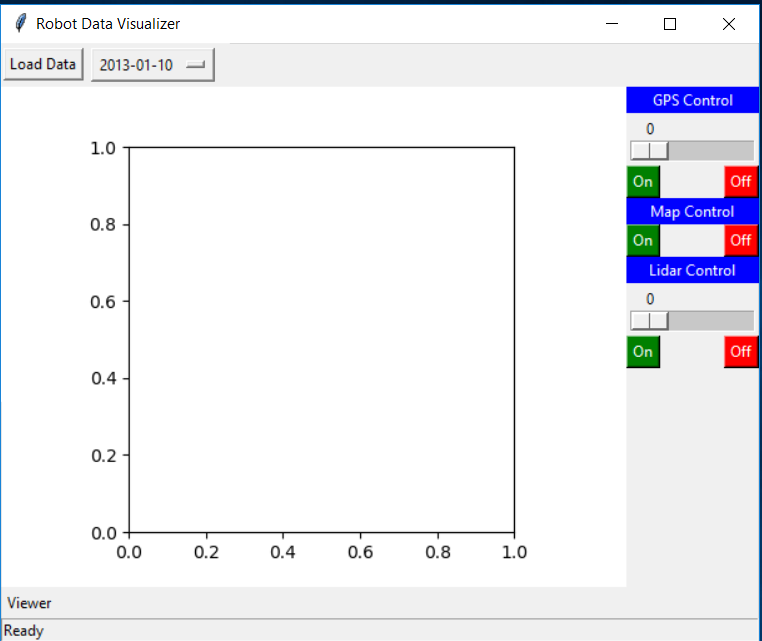 Robot Data Visualizer
Load Data 2013-01-10
GPS Control
0
On Off
Map Control
On Off
Lidar Control
0
On Off
1.0
0.8
0.6
0.4
0.2
0.0
0.0 0.2 0.4 0.6 0.8 1.0
Viewer
Ready